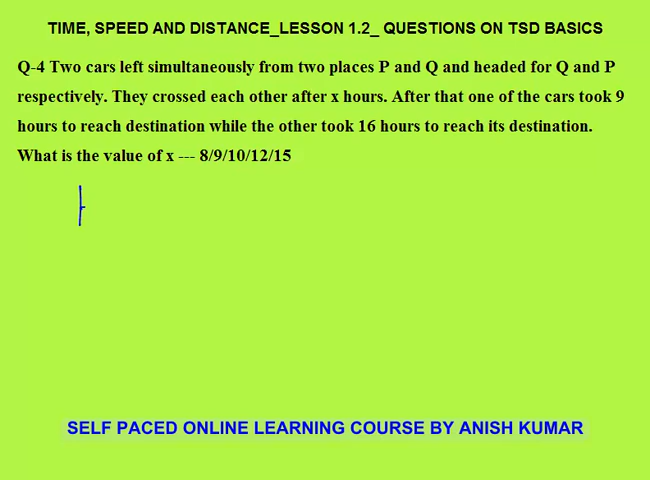 TIME, SPEED AND DISTANCE_LESSON 1.2_ QUESTIONS ON TSD BASICS
Q-4 Two cars left simultaneously from two places P and Q and headed for Q and P
respectively. They crossed each other after x hours. After that one of the cars took 9
hours to reach destination while the other took 16 hours to reach its destination.
What is the value of x --- 8/9/10/12/15
SELF PACED ONLINE LEARNING COURSE BY ANISH KUMAR